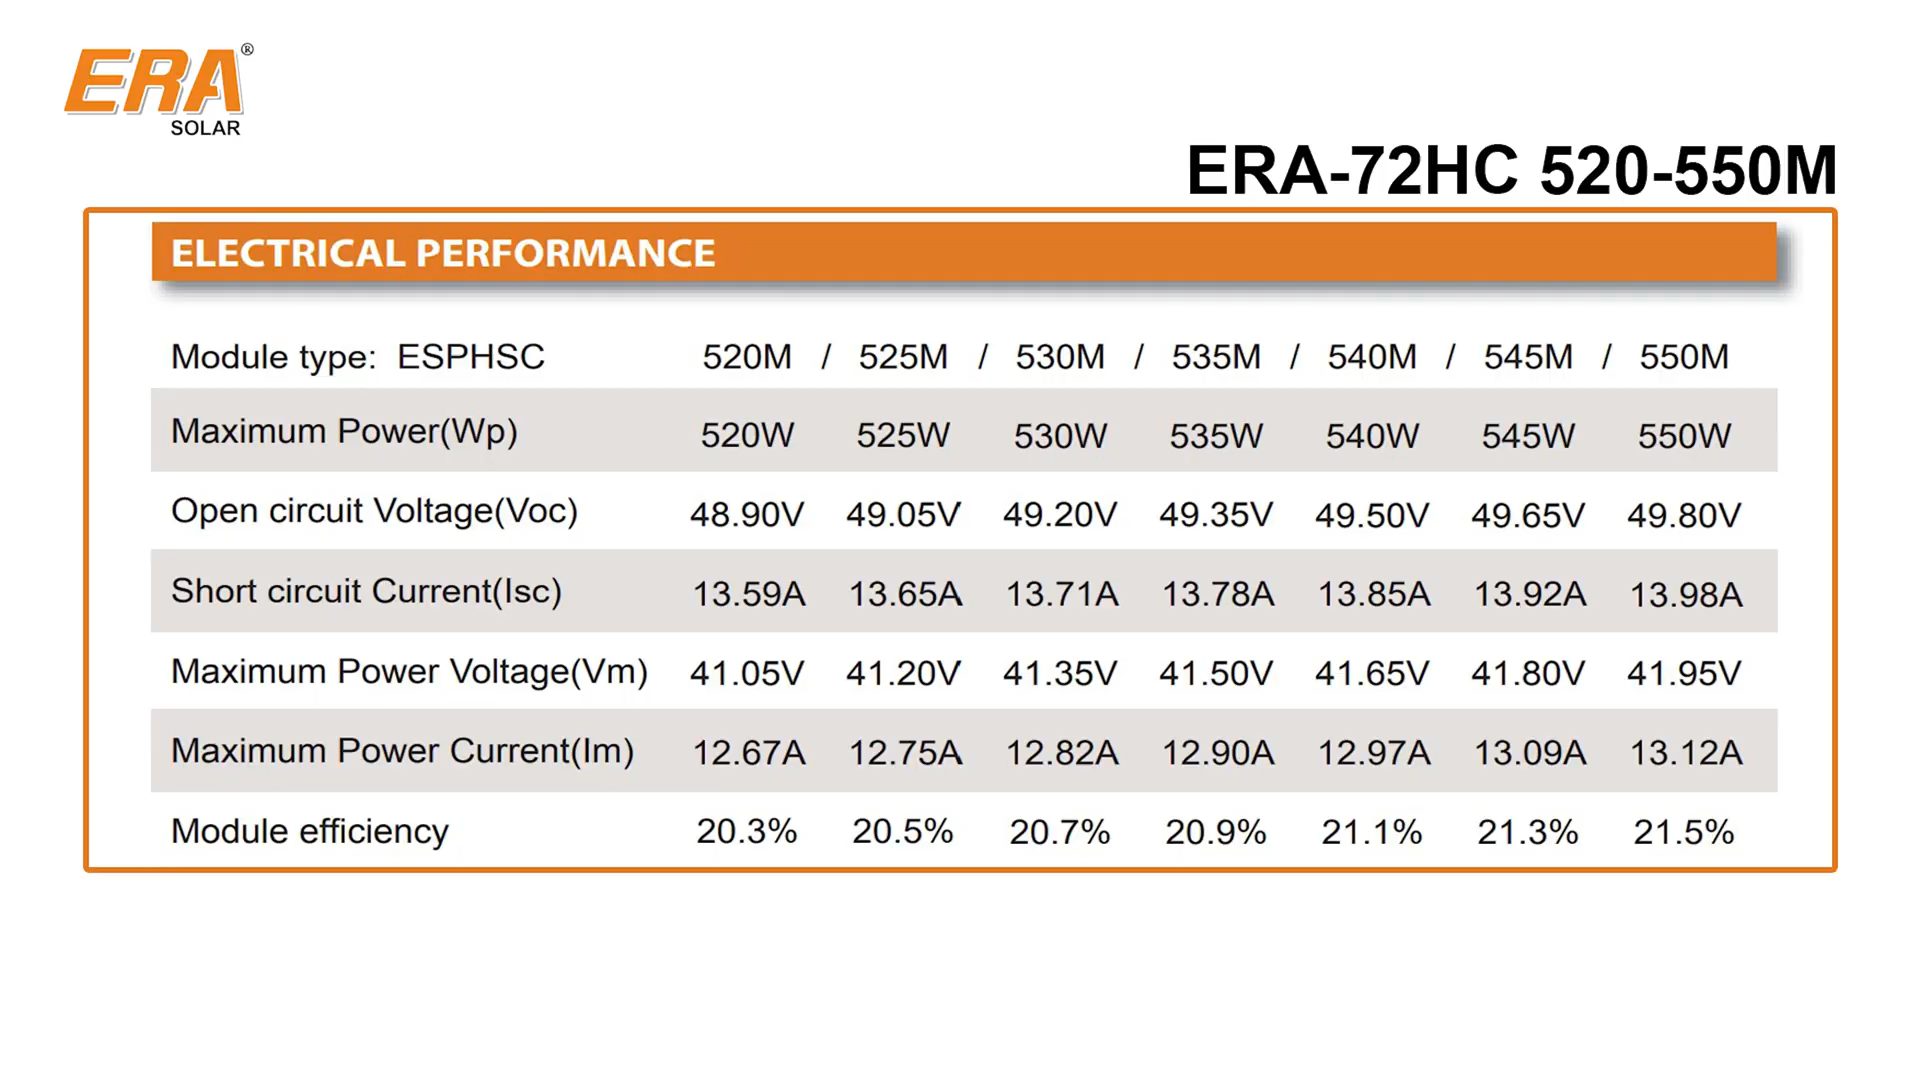 ERA®
SOLAR
ERA-72HC 520-550M
ELECTRICAL PERFORMANCE
Module type: ESPHSC 520M / 525M / 530M / 535M / 540M / 545M / 550M
Maximum Power(Wp) 520W 525W 530W 535W 540W 545W 550W
Open circuit Voltage(Voc) 48.90V 49.05V 49.20V 49.35V 49.50V 49.65V 49.80V
Short circuit Current(Isc) 13.59A 13.65A 13.71A 13.78A 13.85A 13.92A 13.98A
Maximum Power Voltage(Vm) 41.05V 41.20V 41.35V 41.50V 41.65V 41.80V 41.95V
Maximum Power Current(Im) 12.67A 12.75A 12.82A 12.90A 12.97A 13.09A 13.12A
Module efficiency 20.3% 20.5% 20.7% 20.9% 21.1% 21.3% 21.5%